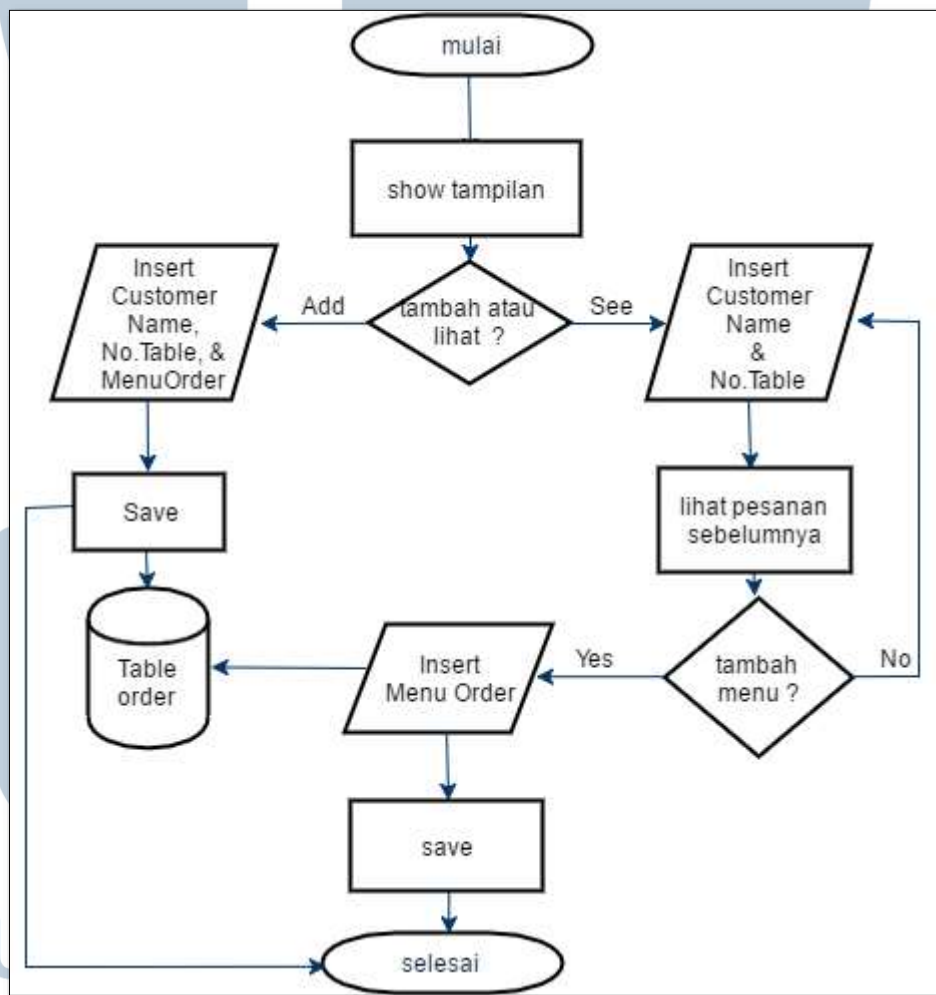 mulai
show tampilan
tambah atau
lihat ?
Add
See
Insert
Customer
Name,
No.Table, &
MenuOrder
Insert
Customer
Name
&
No.Table
Save
lihat pesanan
sebelumnya
Table
order
Insert
Menu Order
Yes
tambah
menu ?
No
save
selesai